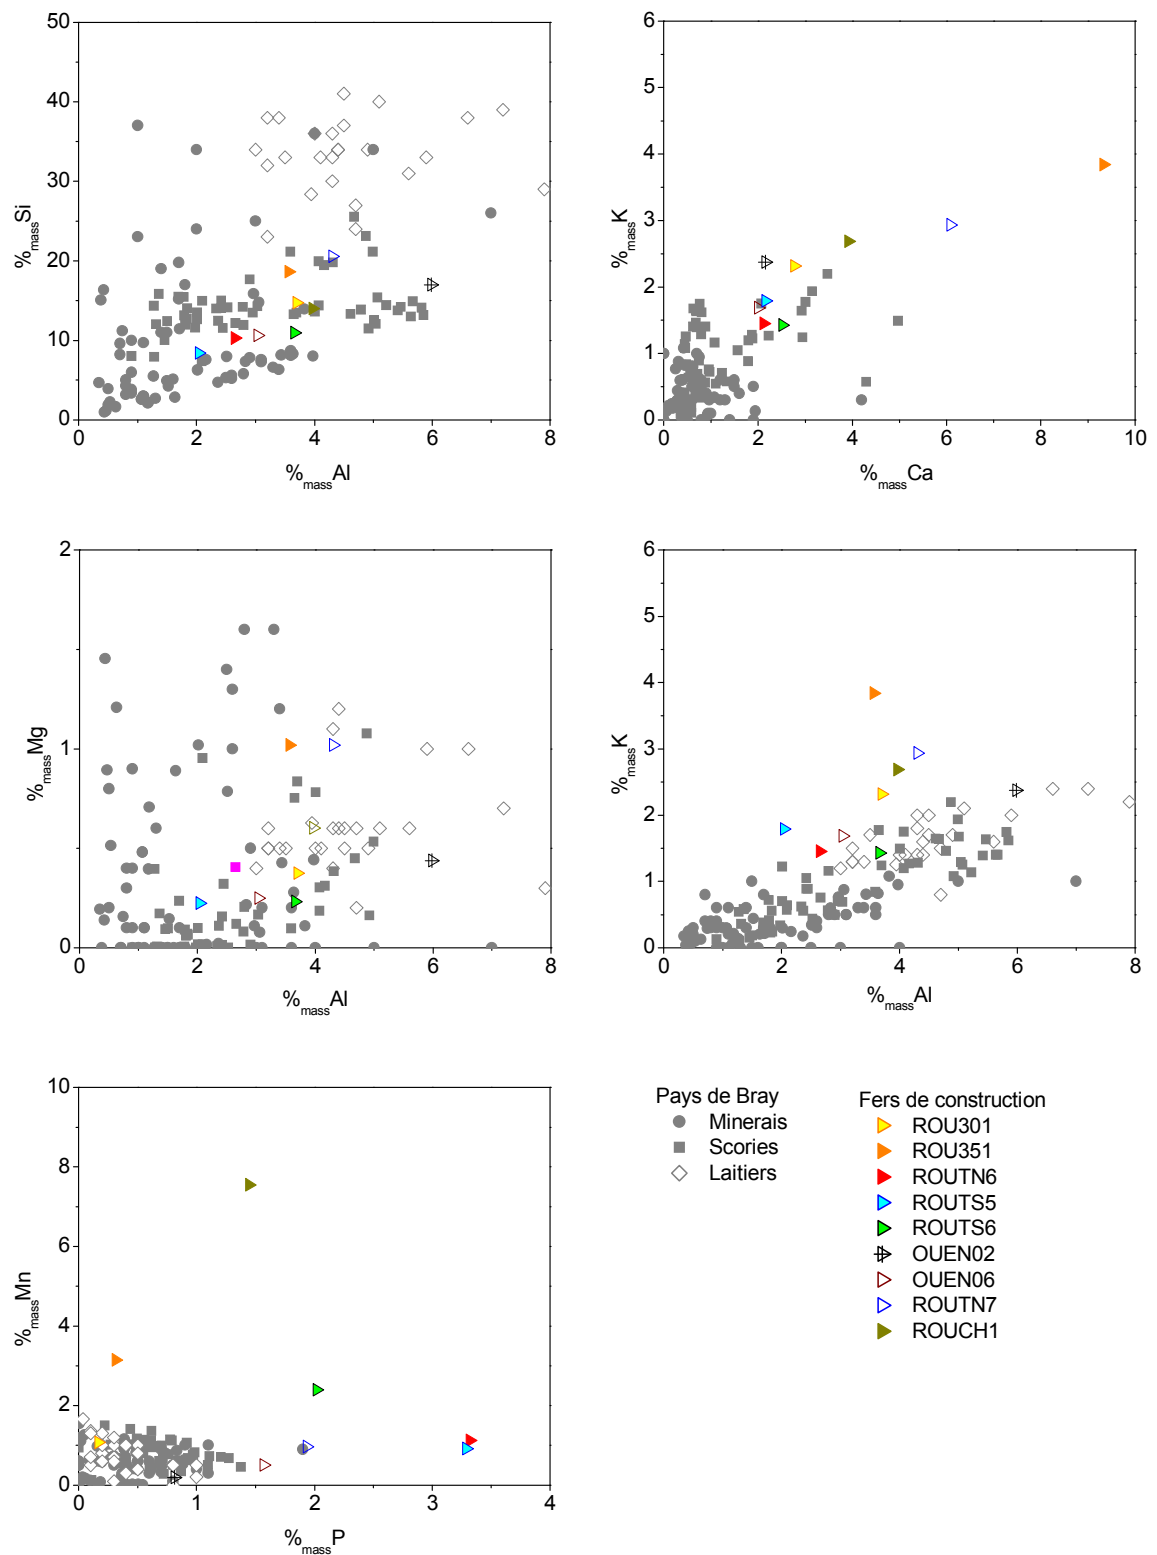 50
40
30
20
10
0
%massSi
0 2 4 6 8
%massAl
6
5
4
3
2
1
0
%massK
0 2 4 6 8 10
%massCa
2
1
0
%massMg
0 2 4 6 8
%massAl
6
5
4
3
2
1
0
%massK
0 2 4 6 8
%massAl
10
8
6
4
2
0
%massMn
0 1 2 3 4
%massP
Pays de Bray
Minerais
Scories
Laitiers
Fers de construction
ROU301
ROU351
ROUTN6
ROUTS5
ROUTS6
OUEN02
OUEN06
ROUTN7
ROUCH1